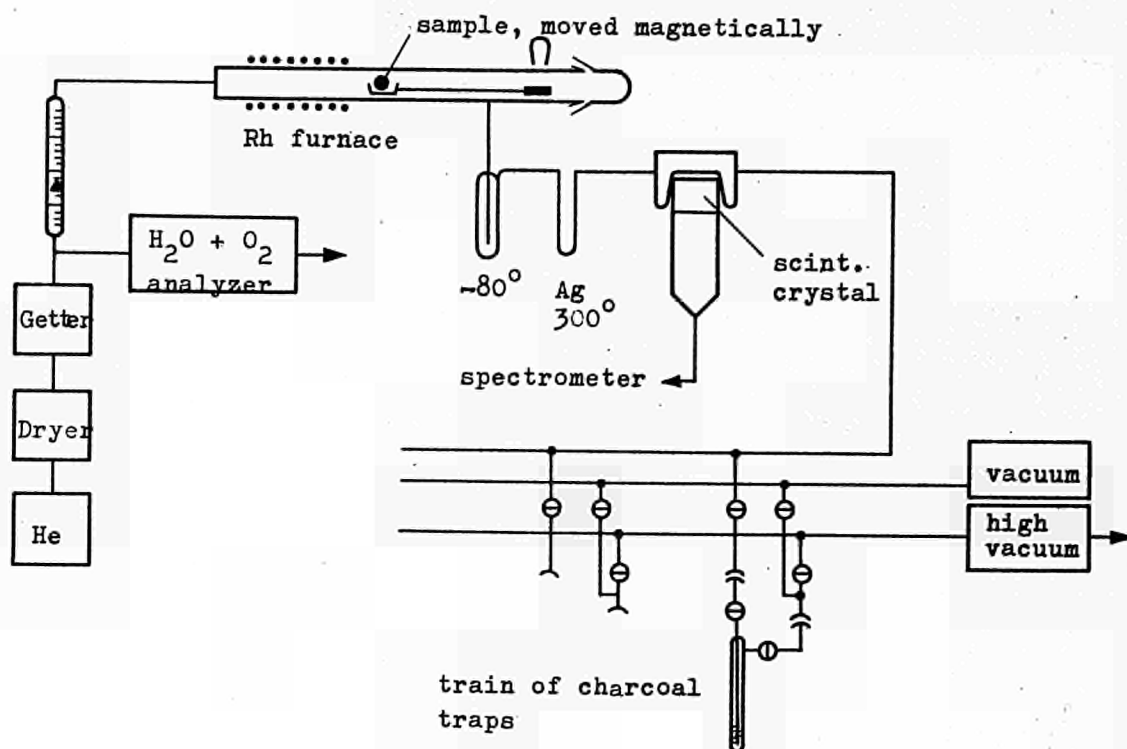 sample, moved magnetically
Rh furnace
H₂O + O₂
analyzer
-80°
Ag
300°
scint.
crystal
Getter
spectrometer
Dryer
He
vacuum
high
vacuum
train of charcoal
traps